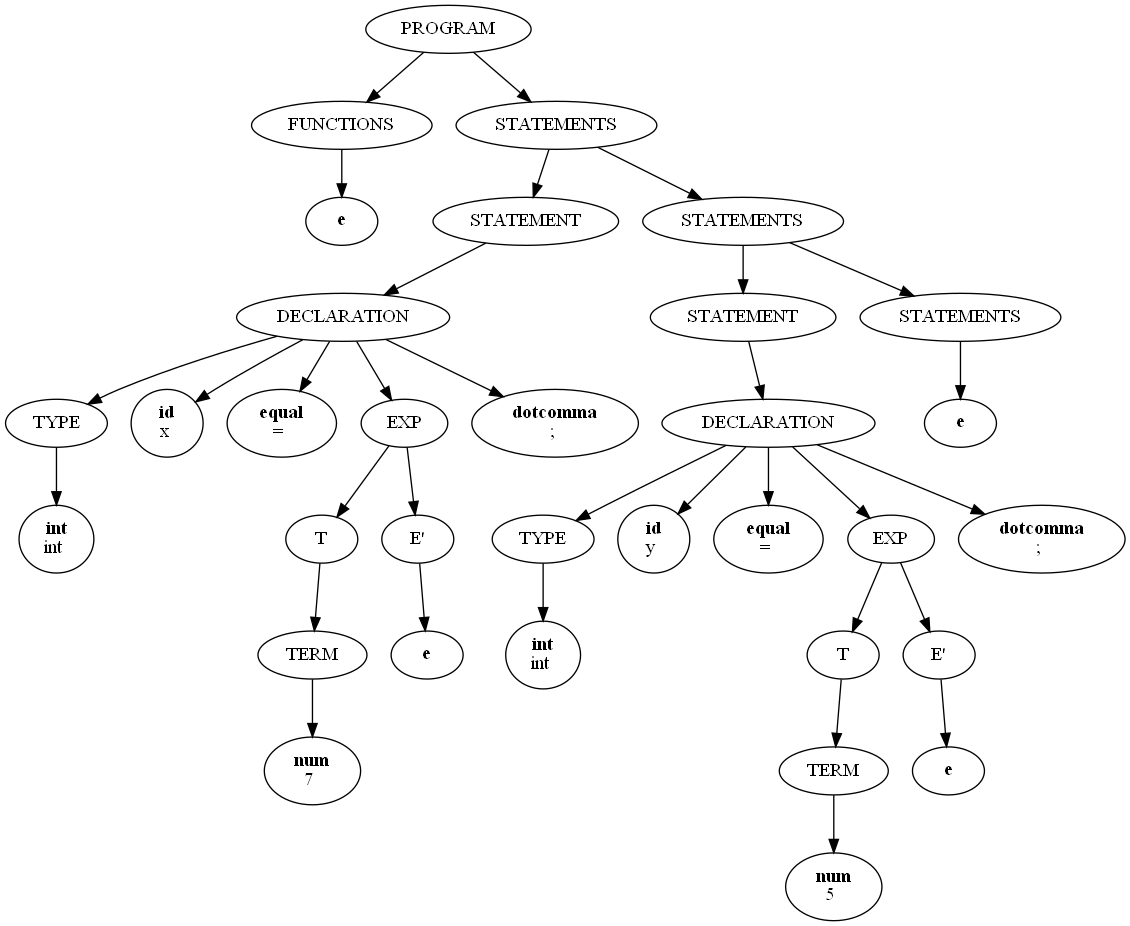 PROGRAM
FUNCTIONS STATEMENTS
e STATEMENT STATEMENTS
DECLARATION STATEMENT STATEMENTS
TYPE id equal EXP dotcomma DECLARATION e
x = ;
int T E' TYPE id equal EXP dotcomma
int y = ;
TERM e int T E'
int
num TERM e
7
num
5